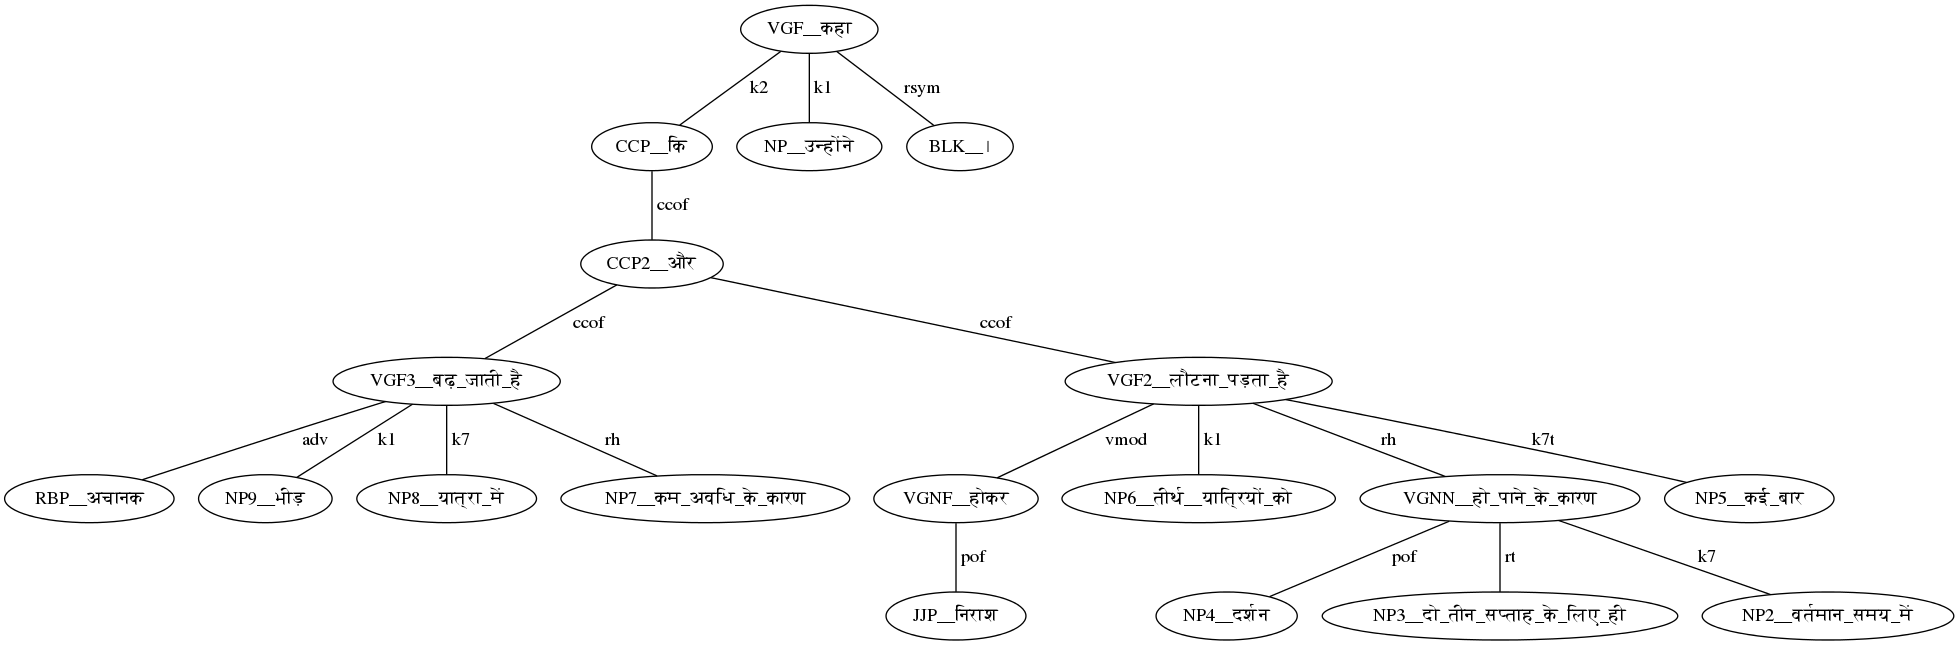 VGF__कहा
k2 k1 rsym
CCP__कि NP__उन्होंने BLK__।
ccof
CCP2__और
ccof ccof
VGF3__बढ़_जाती_है VGF2__लौटना_पड़ता_है
adv k1 k7 rh vmod k1 rh k7t
RBP__अचानक NP9__भीड़ NP8__यात्रा_में NP7__कम_अवधि_के_कारण VGNF__होकर NP6__तीर्थ__यात्रियों_को VGNN__हो_पाने_के_कारण NP5__कई_बार
pof pof rt k7
JJP__निराश NP4__दर्शन NP3__दो_तीन_सप्ताह_के_लिए_ही NP2__वर्तमान_समय_में